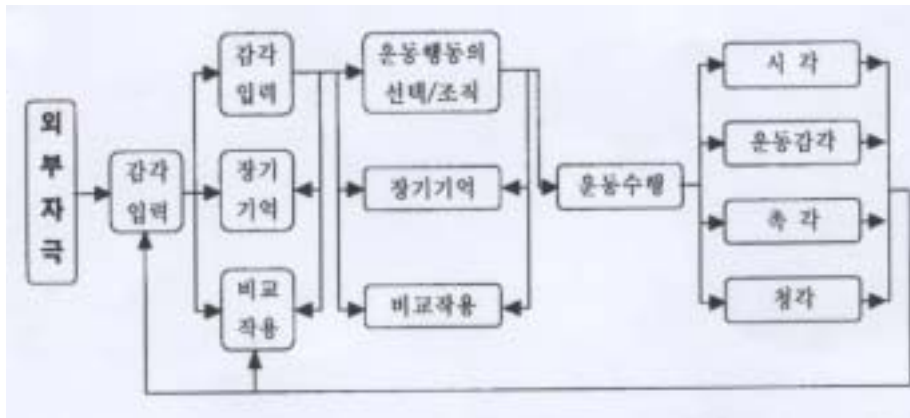 외
부
자
극
감각
입력
감각
입력
장기
기억
비교
작용
운동행동의
선택/조직
장기기억
비교작용
운동수행
시 각
운동감각
촉 각
청각